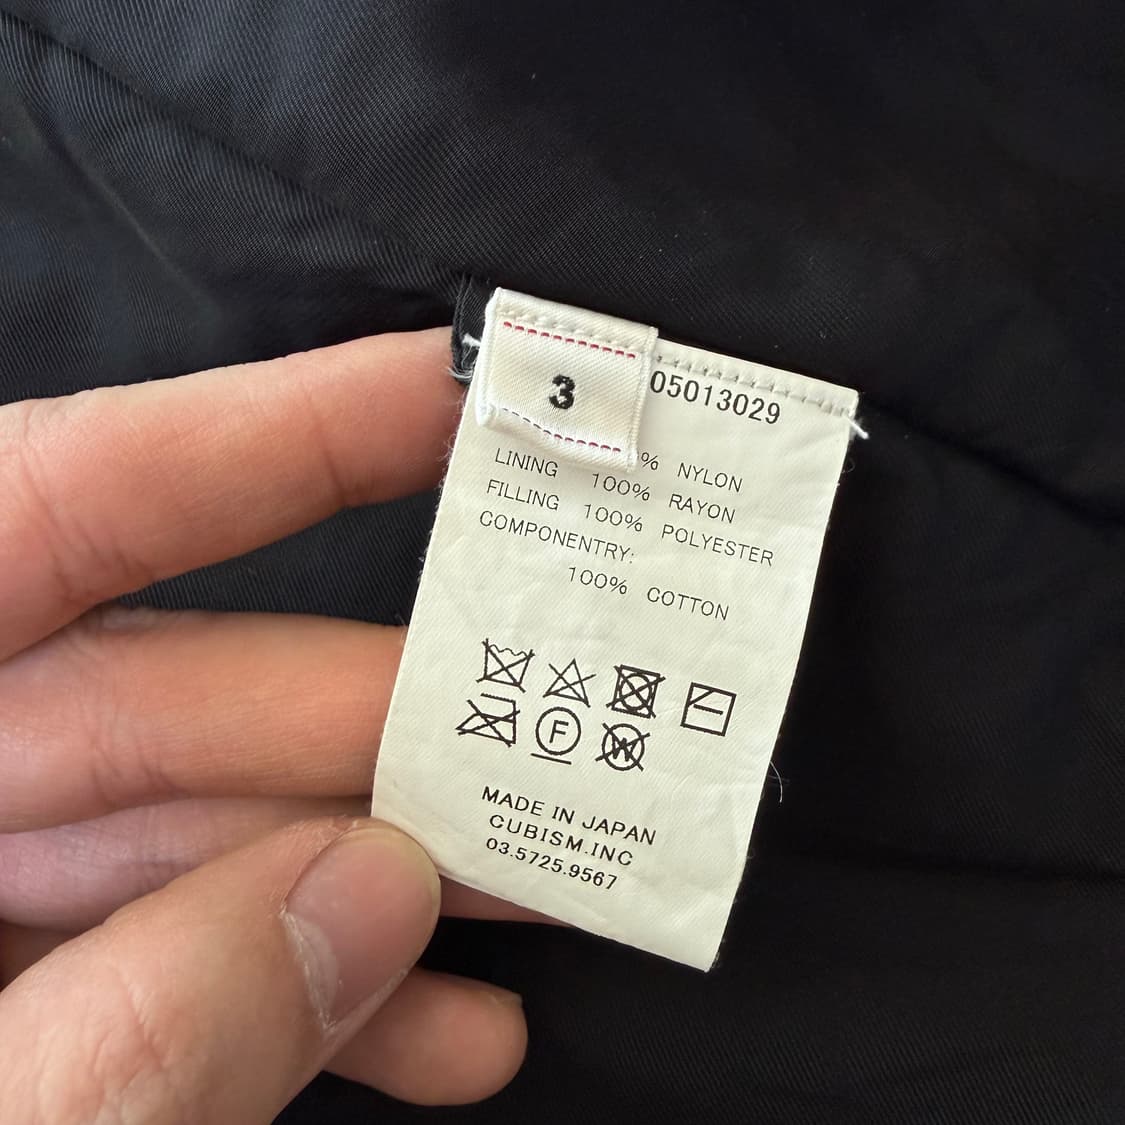 3
05013029
% NYLON
LINING 100% RAYON
FILLING 100% POLYESTER
COMPONENTRY:
100% COTTON
F
W
MADE IN JAPAN
CUBISM.INC
03.5725.9567